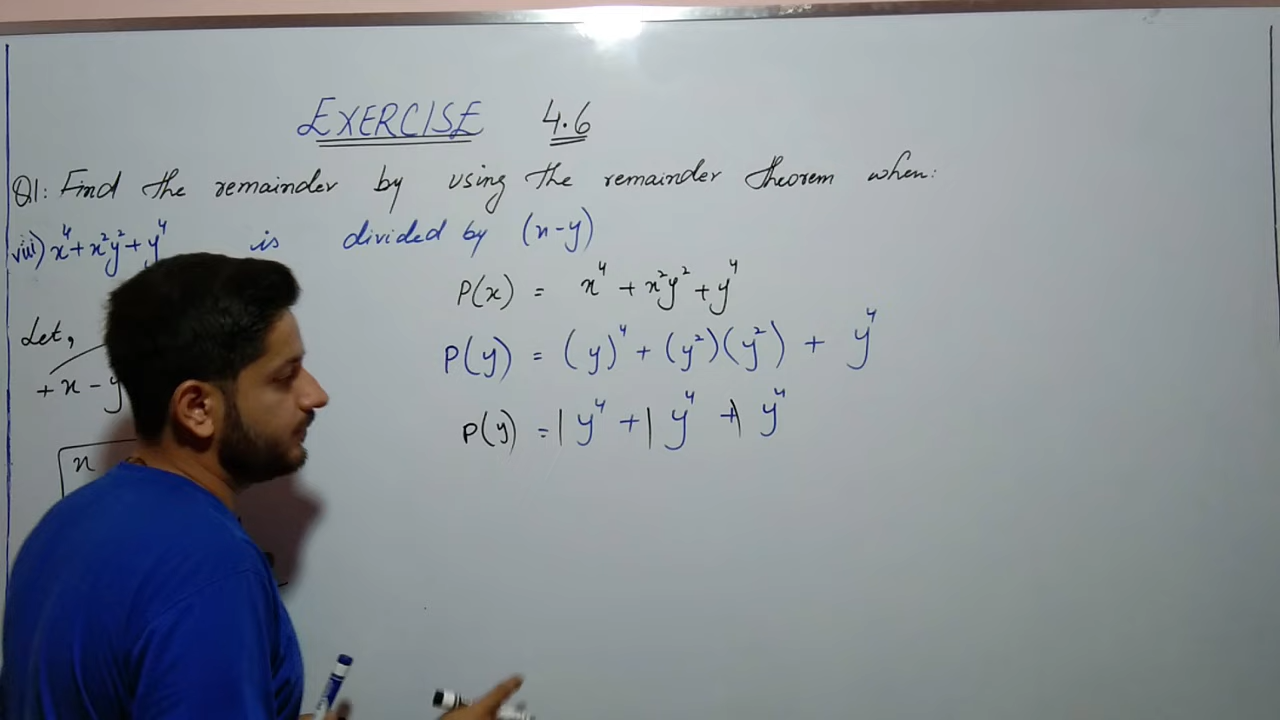 EXERCISE 4.6
Q1: Find the remainder by using the remainder theorem when:
viii) x⁴+x²y²+y⁴ is divided by (x-y)
P(x) = x⁴ + x²y² + y⁴
Let,
P(y) = (y)⁴ + (y²)(y²) + y⁴
+x - y
P(y) = 1y⁴ + 1y⁴ + 1y⁴
x